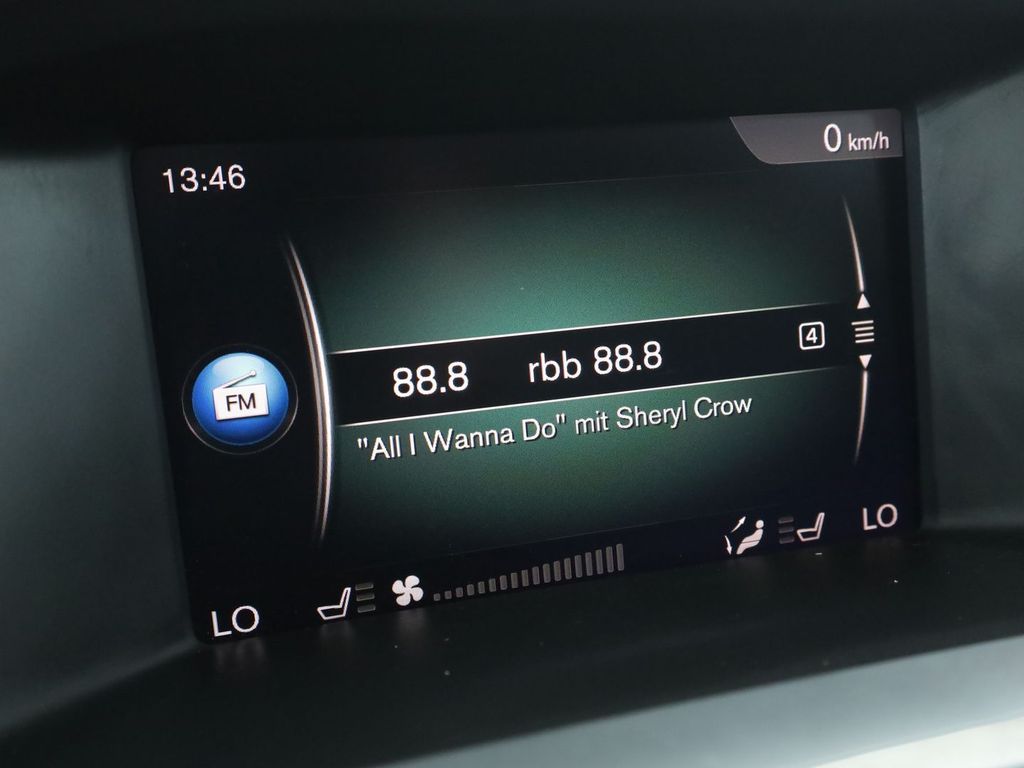 0 km/h
13:46
4
88.8 rbb 88.8
FM
"All I Wanna Do" mit Sheryl Crow
LO
LO